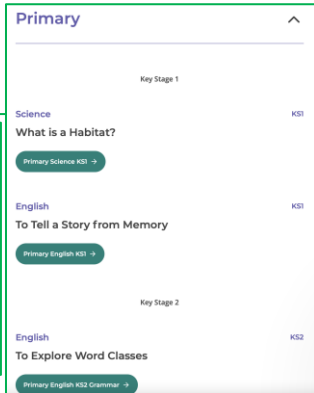 Primary
Key Stage 1
Science KS1
What is a Habitat?
Primary Science KS1 →
English KS1
To Tell a Story from Memory
Primary English KS1 →
Key Stage 2
English KS2
To Explore Word Classes
Primary English KS2 Grammar →